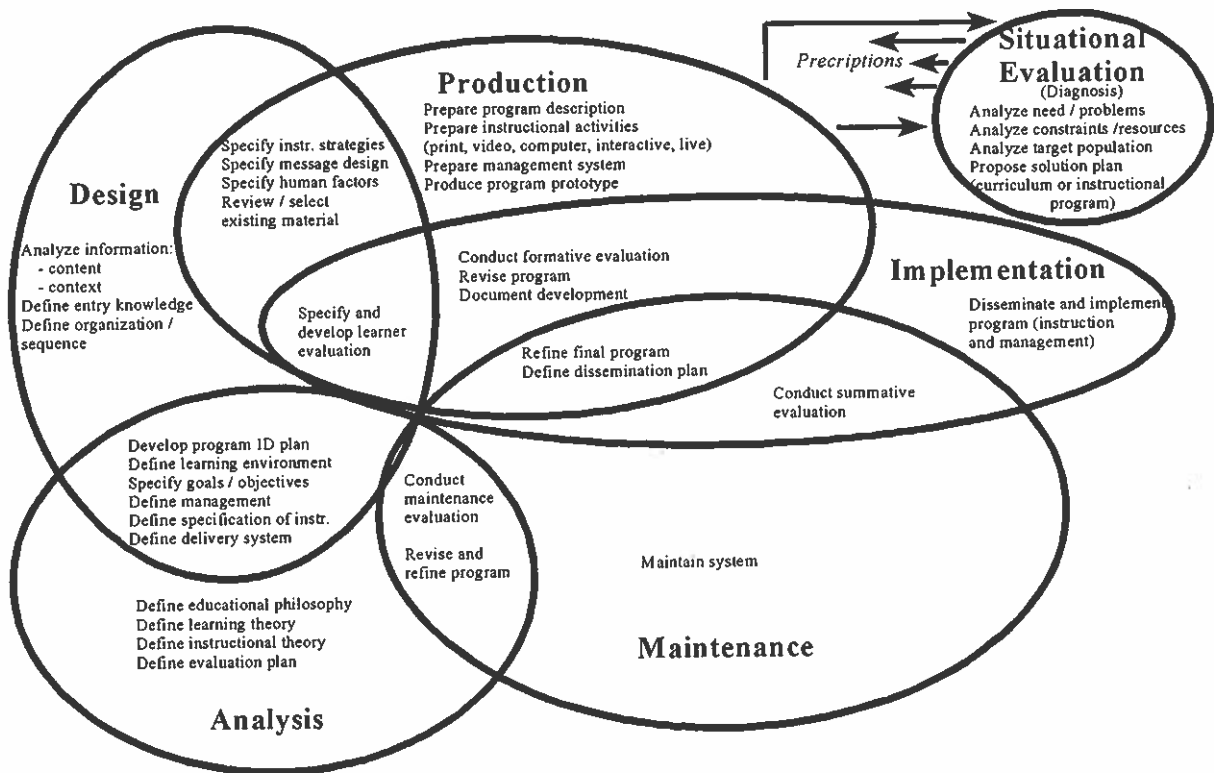 Situational
Evaluation
(Diagnosis)
Analyze need / problems
Analyze constraints /resources
Analyze target population
Propose solution plan
(curriculum or instructional
program)
Precriptions
Production
Prepare program description
Prepare instructional activities
(print, video, computer, interactive, live)
Prepare management system
Produce program prototype
Specify instr. strategies
Specify message design
Specify human factors
Review / select
existing material
Design
Analyze information:
- content
- context
Define entry knowledge
Define organization /
sequence
Conduct formative evaluation
Revise program
Document development
Implementation
Disseminate and implement
program (instruction
and management)
Specify and
develop learner
evaluation
Refine final program
Define dissemination plan
Conduct summative
evaluation
Develop program ID plan
Define learning environment
Specify goals / objectives
Define management
Define specification of instr.
Define delivery system
Conduct
maintenance
evaluation
Revise and
refine program
Maintain system
Maintenance
Define educational philosophy
Define learning theory
Define instructional theory
Define evaluation plan
Analysis